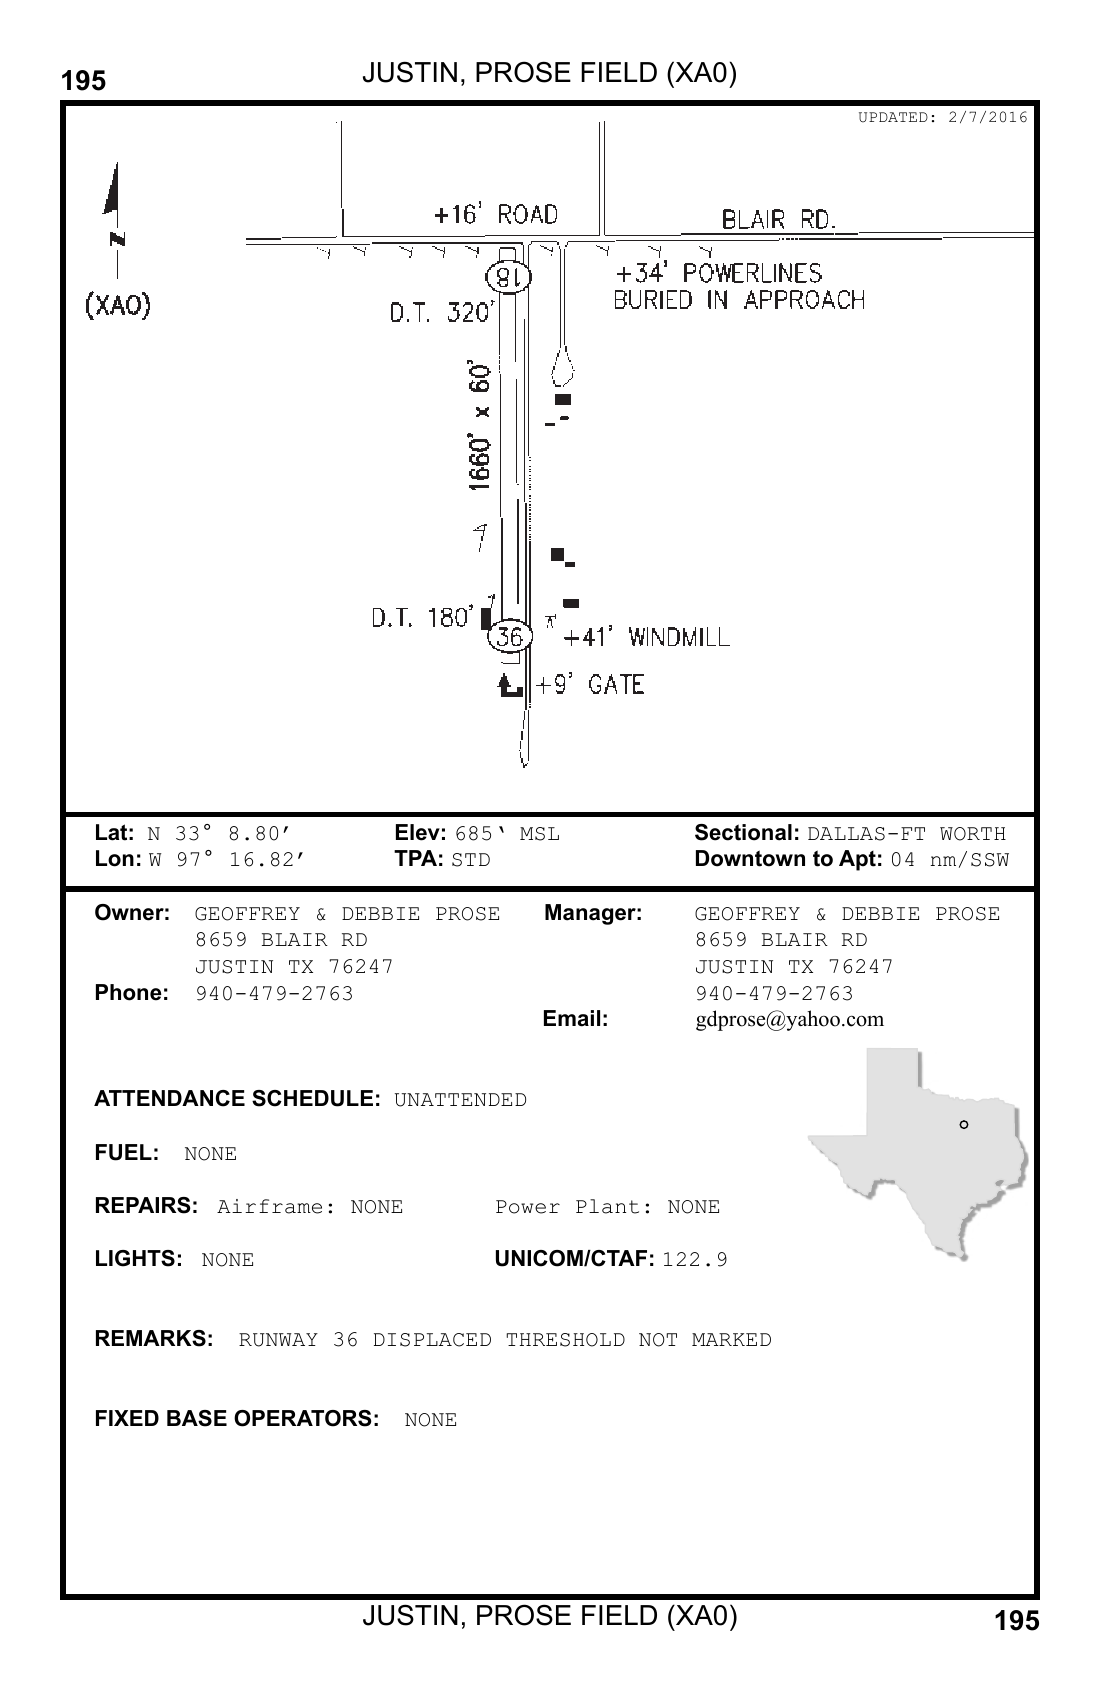 195
JUSTIN, PROSE FIELD (XA0)
UPDATED: 2/7/2016
N
(XA0)
+16' ROAD
BLAIR RD.
18
+34' POWERLINES
BURIED IN APPROACH
D.T. 320'
1660' x 60'
D.T. 180'
36
+41' WINDMILL
+9' GATE
Lat: N 33° 8.80’ Elev: 685‘ MSL Sectional: DALLAS-FT WORTH
Lon: W 97° 16.82’ TPA: STD Downtown to Apt: 04 nm/SSW
Owner: GEOFFREY & DEBBIE PROSE Manager: GEOFFREY & DEBBIE PROSE
8659 BLAIR RD 8659 BLAIR RD
JUSTIN TX 76247 JUSTIN TX 76247
Phone: 940-479-2763 940-479-2763
Email: gdprose@yahoo.com
ATTENDANCE SCHEDULE: UNATTENDED
FUEL: NONE
REPAIRS: Airframe: NONE Power Plant: NONE
LIGHTS: NONE UNICOM/CTAF: 122.9
REMARKS: RUNWAY 36 DISPLACED THRESHOLD NOT MARKED
FIXED BASE OPERATORS: NONE
JUSTIN, PROSE FIELD (XA0)
195